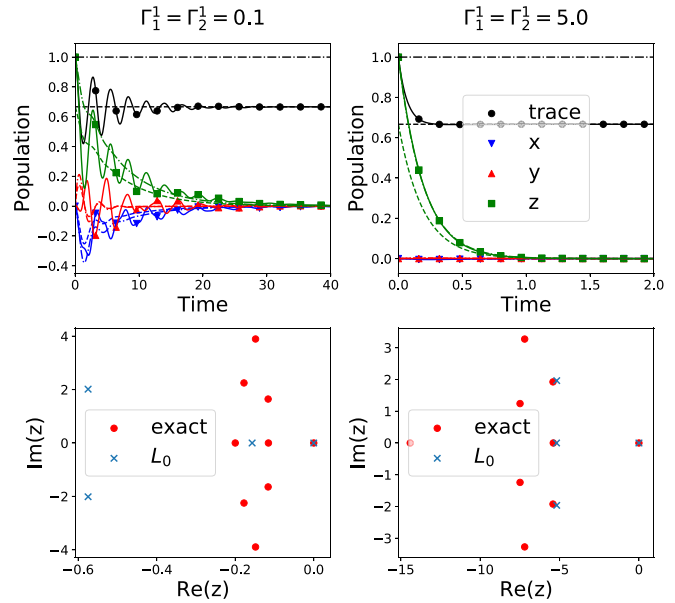 Γ₁¹ = Γ₂¹ = 0.1
Γ₁¹ = Γ₂¹ = 5.0
Population
1.0
0.8
0.6
0.4
0.2
0.0
−0.2
−0.4
0
10
20
30
40
Time
Population
1.0
0.8
0.6
0.4
0.2
0.0
trace
x
y
z
0.0
0.5
1.0
1.5
2.0
Time
Im(z)
4
2
0
−2
−4
exact
L₀
−0.6
−0.4
−0.2
0.0
Re(z)
Im(z)
3
2
1
0
−1
−2
−3
exact
L₀
−15
−10
−5
0
Re(z)